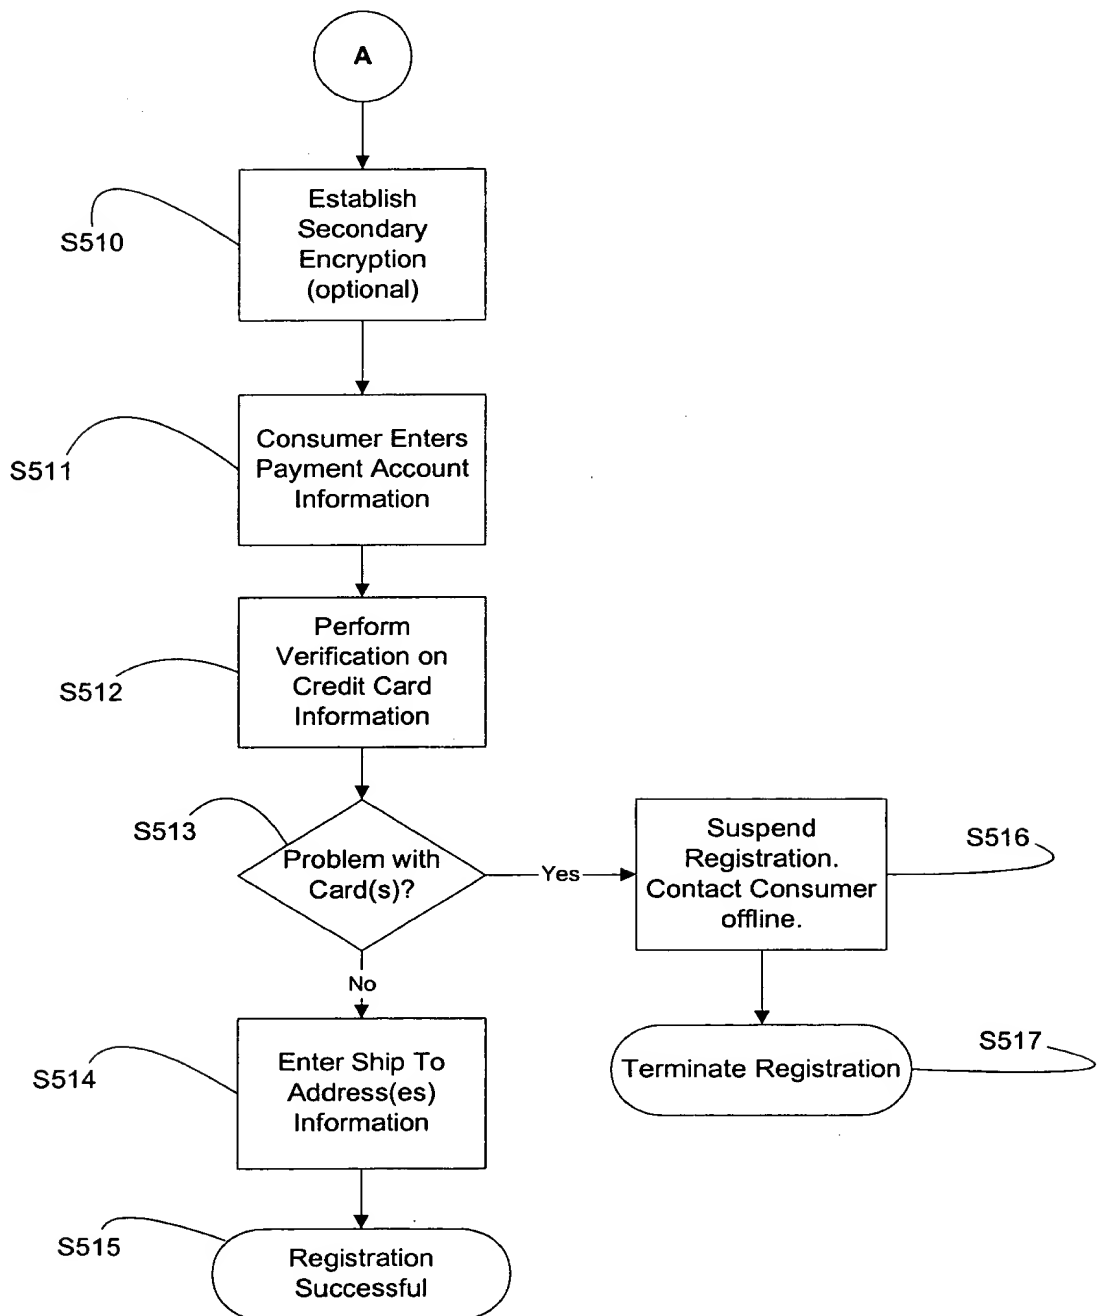 A
Establish
Secondary
Encryption
(optional)
S510
Consumer Enters
Payment Account
Information
S511
Perform
Verification on
Credit Card
Information
S512
S513
Problem with
Card(s)?
Yes
Suspend
Registration.
Contact Consumer
offline.
S516
No
Enter Ship To
Address(es)
Information
S514
Terminate Registration
S517
Registration
Successful
S515